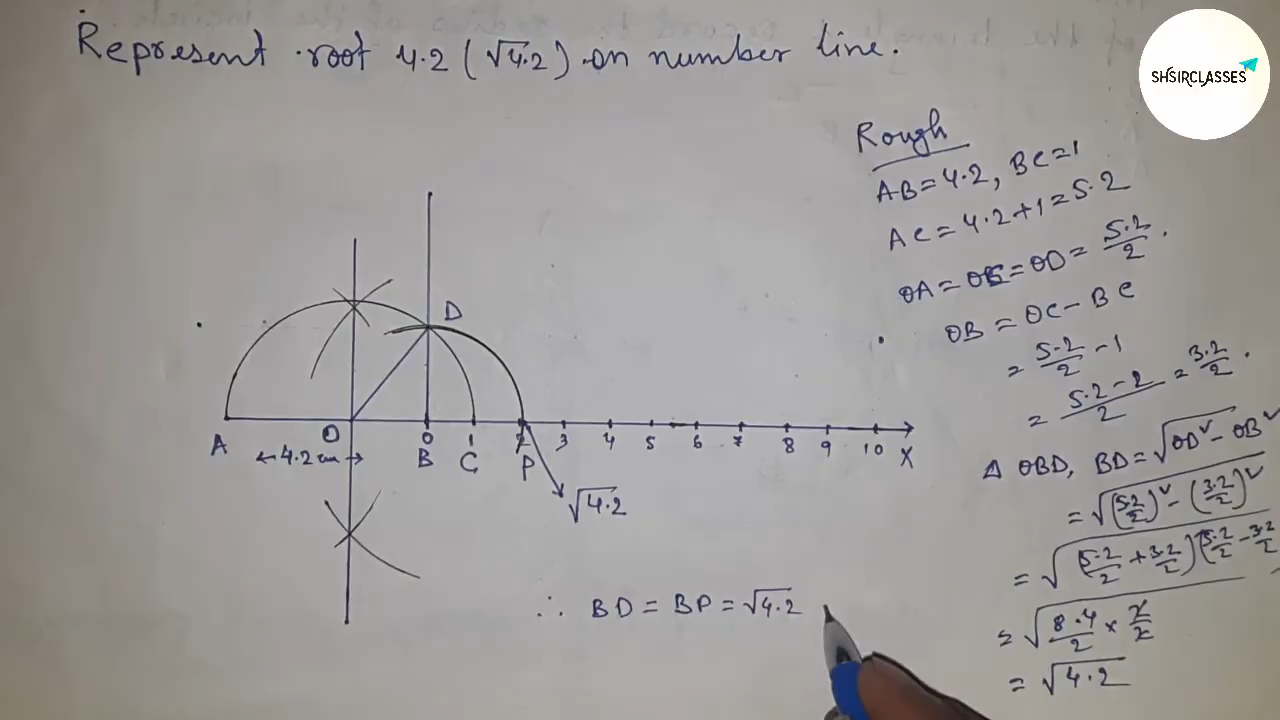 Represent root 4.2 (√4.2) on number line.
SHSIRCLASSES
Rough
AB = 4.2, BC = 1
AC = 4.2 + 1 = 5.2
OA = OC = OD = 5.2/2.
OB = OC - BC
= 5.2/2 - 1
= 5.2 - 2/2 = 3.2/2.
Δ OBD, BD = √OD² - OB²
= √(5.2/2)² - (3.2/2)²
= √(5.2/2 + 3.2/2)(5.2/2 - 3.2/2
= √8.4/2 × 2/2
= √4.2
D
A O 0 1 2 3 4 5 6 7 8 9 10 X
4.2 cm B C P
√4.2
∴ BD = BP = √4.2